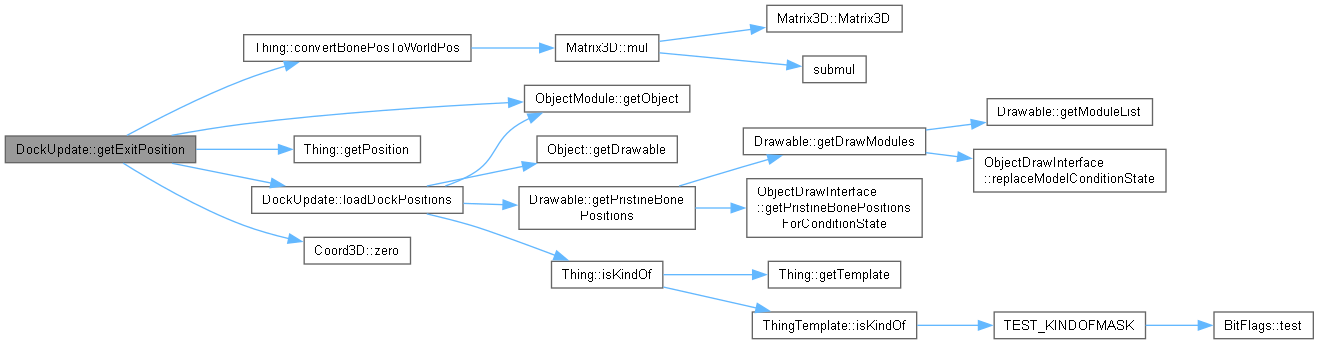 DockUpdate::getExitPosition
Thing::convertBonePosToWorldPos
Matrix3D::mul
Matrix3D::Matrix3D
submul
ObjectModule::getObject
Thing::getPosition
DockUpdate::loadDockPositions
Object::getDrawable
Drawable::getPristineBone
Positions
Drawable::getDrawModules
Drawable::getModuleList
ObjectDrawInterface
::replaceModelConditionState
ObjectDrawInterface
::getPristineBonePositions
ForConditionState
Coord3D::zero
Thing::isKindOf
Thing::getTemplate
ThingTemplate::isKindOf
TEST_KINDOFMASK
BitFlags::test